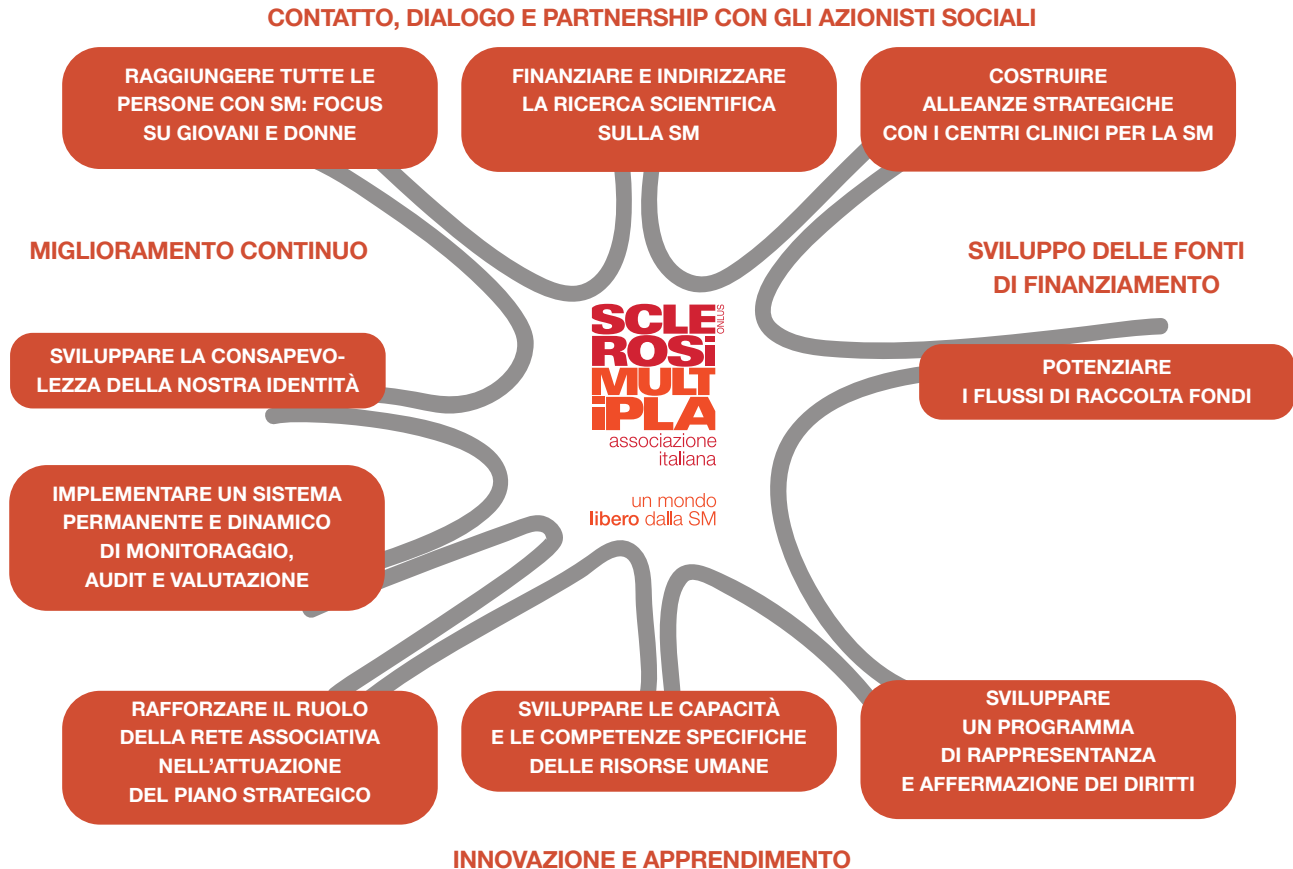 CONTATTO, DIALOGO E PARTNERSHIP CON GLI AZIONISTI SOCIALI
RAGGIUNGERE TUTTE LE
PERSONE CON SM: FOCUS
SU GIOVANI E DONNE
FINANZIARE E INDIRIZZARE
LA RICERCA SCIENTIFICA
SULLA SM
COSTRUIRE
ALLEANZE STRATEGICHE
CON I CENTRI CLINICI PER LA SM
MIGLIORAMENTO CONTINUO
SVILUPPO DELLE FONTI
DI FINANZIAMENTO
SVILUPPARE LA CONSAPEVO-
LEZZA DELLA NOSTRA IDENTITÀ
SCLE
ROSi
MULT
iPLA
ONLUS
associazione
italiana
un mondo
libero dalla SM
POTENZIARE
I FLUSSI DI RACCOLTA FONDI
IMPLEMENTARE UN SISTEMA
PERMANENTE E DINAMICO
DI MONITORAGGIO,
AUDIT E VALUTAZIONE
RAFFORZARE IL RUOLO
DELLA RETE ASSOCIATIVA
NELL'ATTUAZIONE
DEL PIANO STRATEGICO
SVILUPPARE LE CAPACITÀ
E LE COMPETENZE SPECIFICHE
DELLE RISORSE UMANE
SVILUPPARE
UN PROGRAMMA
DI RAPPRESENTANZA
E AFFERMAZIONE DEI DIRITTI
INNOVAZIONE E APPRENDIMENTO